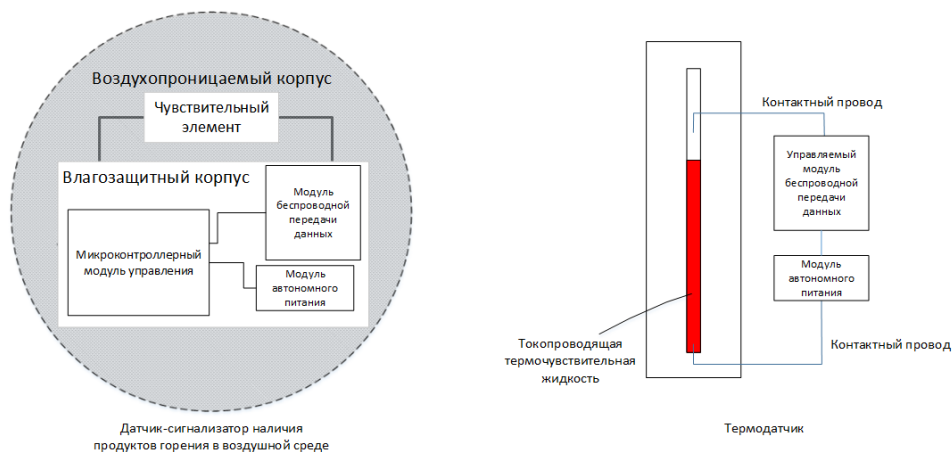 Воздухопроницаемый корпус
Чувствительный
элемент
Влагозащитный корпус
Модуль
беспроводной
передачи
данных
Микроконтроллерный
модуль управления
Модуль
автономного
питания
Датчик-сигнализатор наличия
продуктов горения в воздушной среде
Контактный провод
Управляемый
модуль
беспроводной
передачи
данных
Модуль
автономного
питания
Токопроводящая
термочувствительная
жидкость
Контактный провод
Термодатчик